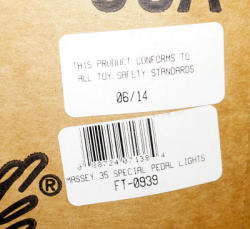 THIS PRODUCT CONFORMS TO
ALL TOY SAFETY STANDARDS
06/14
MASSEY 35 SPECIAL PEDAL LIGHTS
FT-0939
®